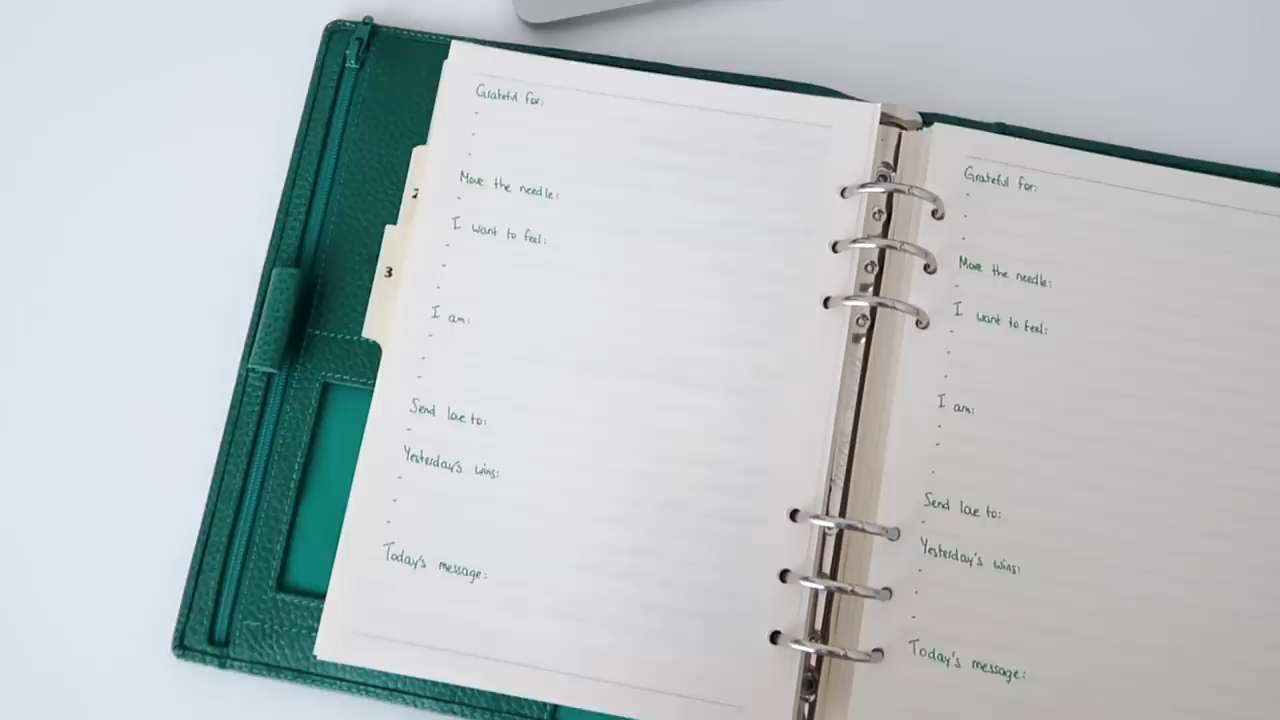 Grateful for:
-
-
-
Move the needle:
-
I want to feel:
-
-
-
I am:
-
-
-
Send love to:
-
Yesterday's wins:
-
-
-
Today's message:
2
3
Grateful for:
-
-
-
Move the needle:
-
I want to feel:
-
-
-
I am:
-
-
-
Send love to:
-
Yesterday's wins:
-
-
-
Today's message: